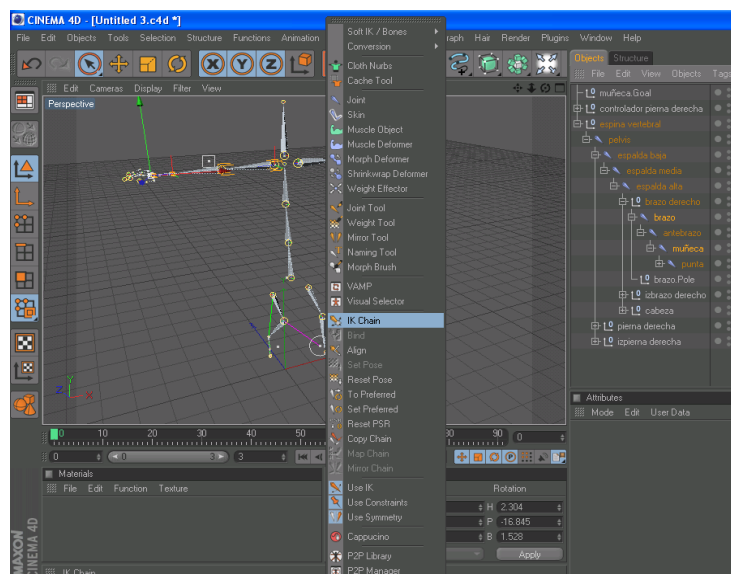 CINEMA 4D - [Untitled 3.c4d *]
File Edit Objects Tools Selection Structure Functions Animation
raph Hair Render Plugins Window Help
Soft IK / Bones
Conversion
Cloth Nurbs
Cache Tool
Joint
Skin
Muscle Object
Muscle Deformer
Morph Deformer
Shrinkwrap Deformer
Weight Effector
Joint Tool
Weight Tool
Mirror Tool
Naming Tool
Morph Brush
VAMP
Visual Selector
IK Chain
Bind
Align
Set Pose
Reset Pose
To Preferred
Set Preferred
Reset PSR
Copy Chain
Map Chain
Mirror Chain
Use IK
Use Constraints
Use Symmetry
Cappucino
P2P Library
P2P Manager
Edit Cameras Display Filter View
Perspective
Y
Z X
0 10 20 30 40 50
80 90 0
0 0 3 3
Materials
File Edit Function Texture
IK Chain
MAXON
CINEMA 4D
Objects Structure
File Edit View Objects Tags
muñeca.Goal
controlador pierna derecha
espina vertebral
pelvis
espalda baja
espalda media
espalda alta
brazo derecho
brazo
antebrazo
muñeca
punta
brazo.Pole
izbrazo derecho
cabeza
pierna derecha
izpierna derecha
Attributes
Mode Edit User Data
Rotation
H 2.304
P -16.845
B 1.528
Apply